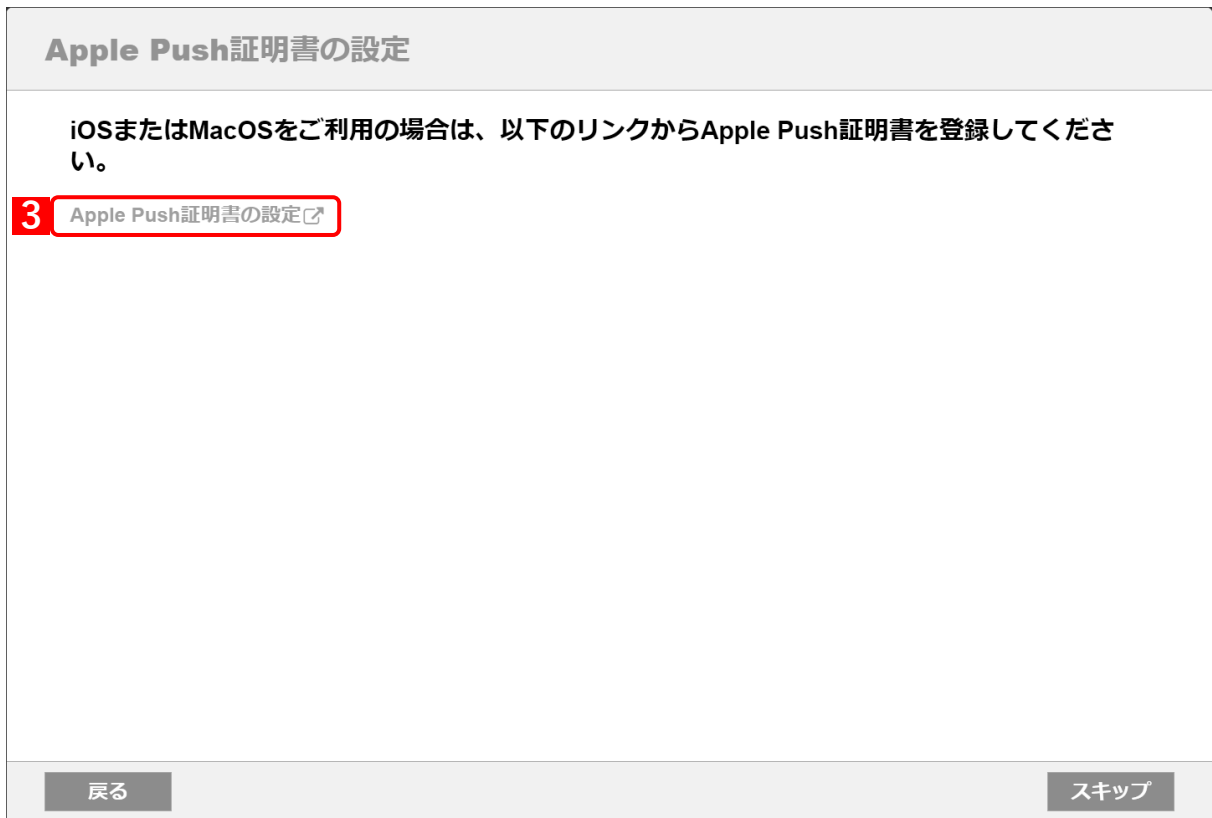 Apple Push証明書の設定
iOSまたはMacOSをご利用の場合は、以下のリンクからApple Push証明書を登録してくださ
い。
3 Apple Push証明書の設定
戻る スキップ